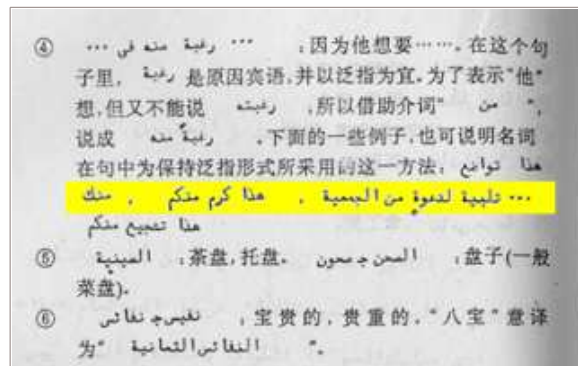 ④ ... رغبة منه في ... ：因为他想要……。在这个句
子里，رغبة 是原因宾语，并以泛指为宜。为了表示“他”
想，但又不能说 رغبته ，所以借助介词“ من ”，
说成 رغبة منه 。下面的一些例子，也可说明名词
在句中为保持泛指形式所采用的这一方法：هذا تواضع
منك ، هذا كرم منكم ، تلبية لدعوة من الجمعية ...
هذا تشجيع منكم
⑤ الصينية ：茶盘，托盘。 الصحن ج صحون ：盘子(一般
菜盘)。
⑥ نفيس ج نفائس ，宝贵的，贵重的，“八宝”意译
为“ النفائس الثمانية ”。